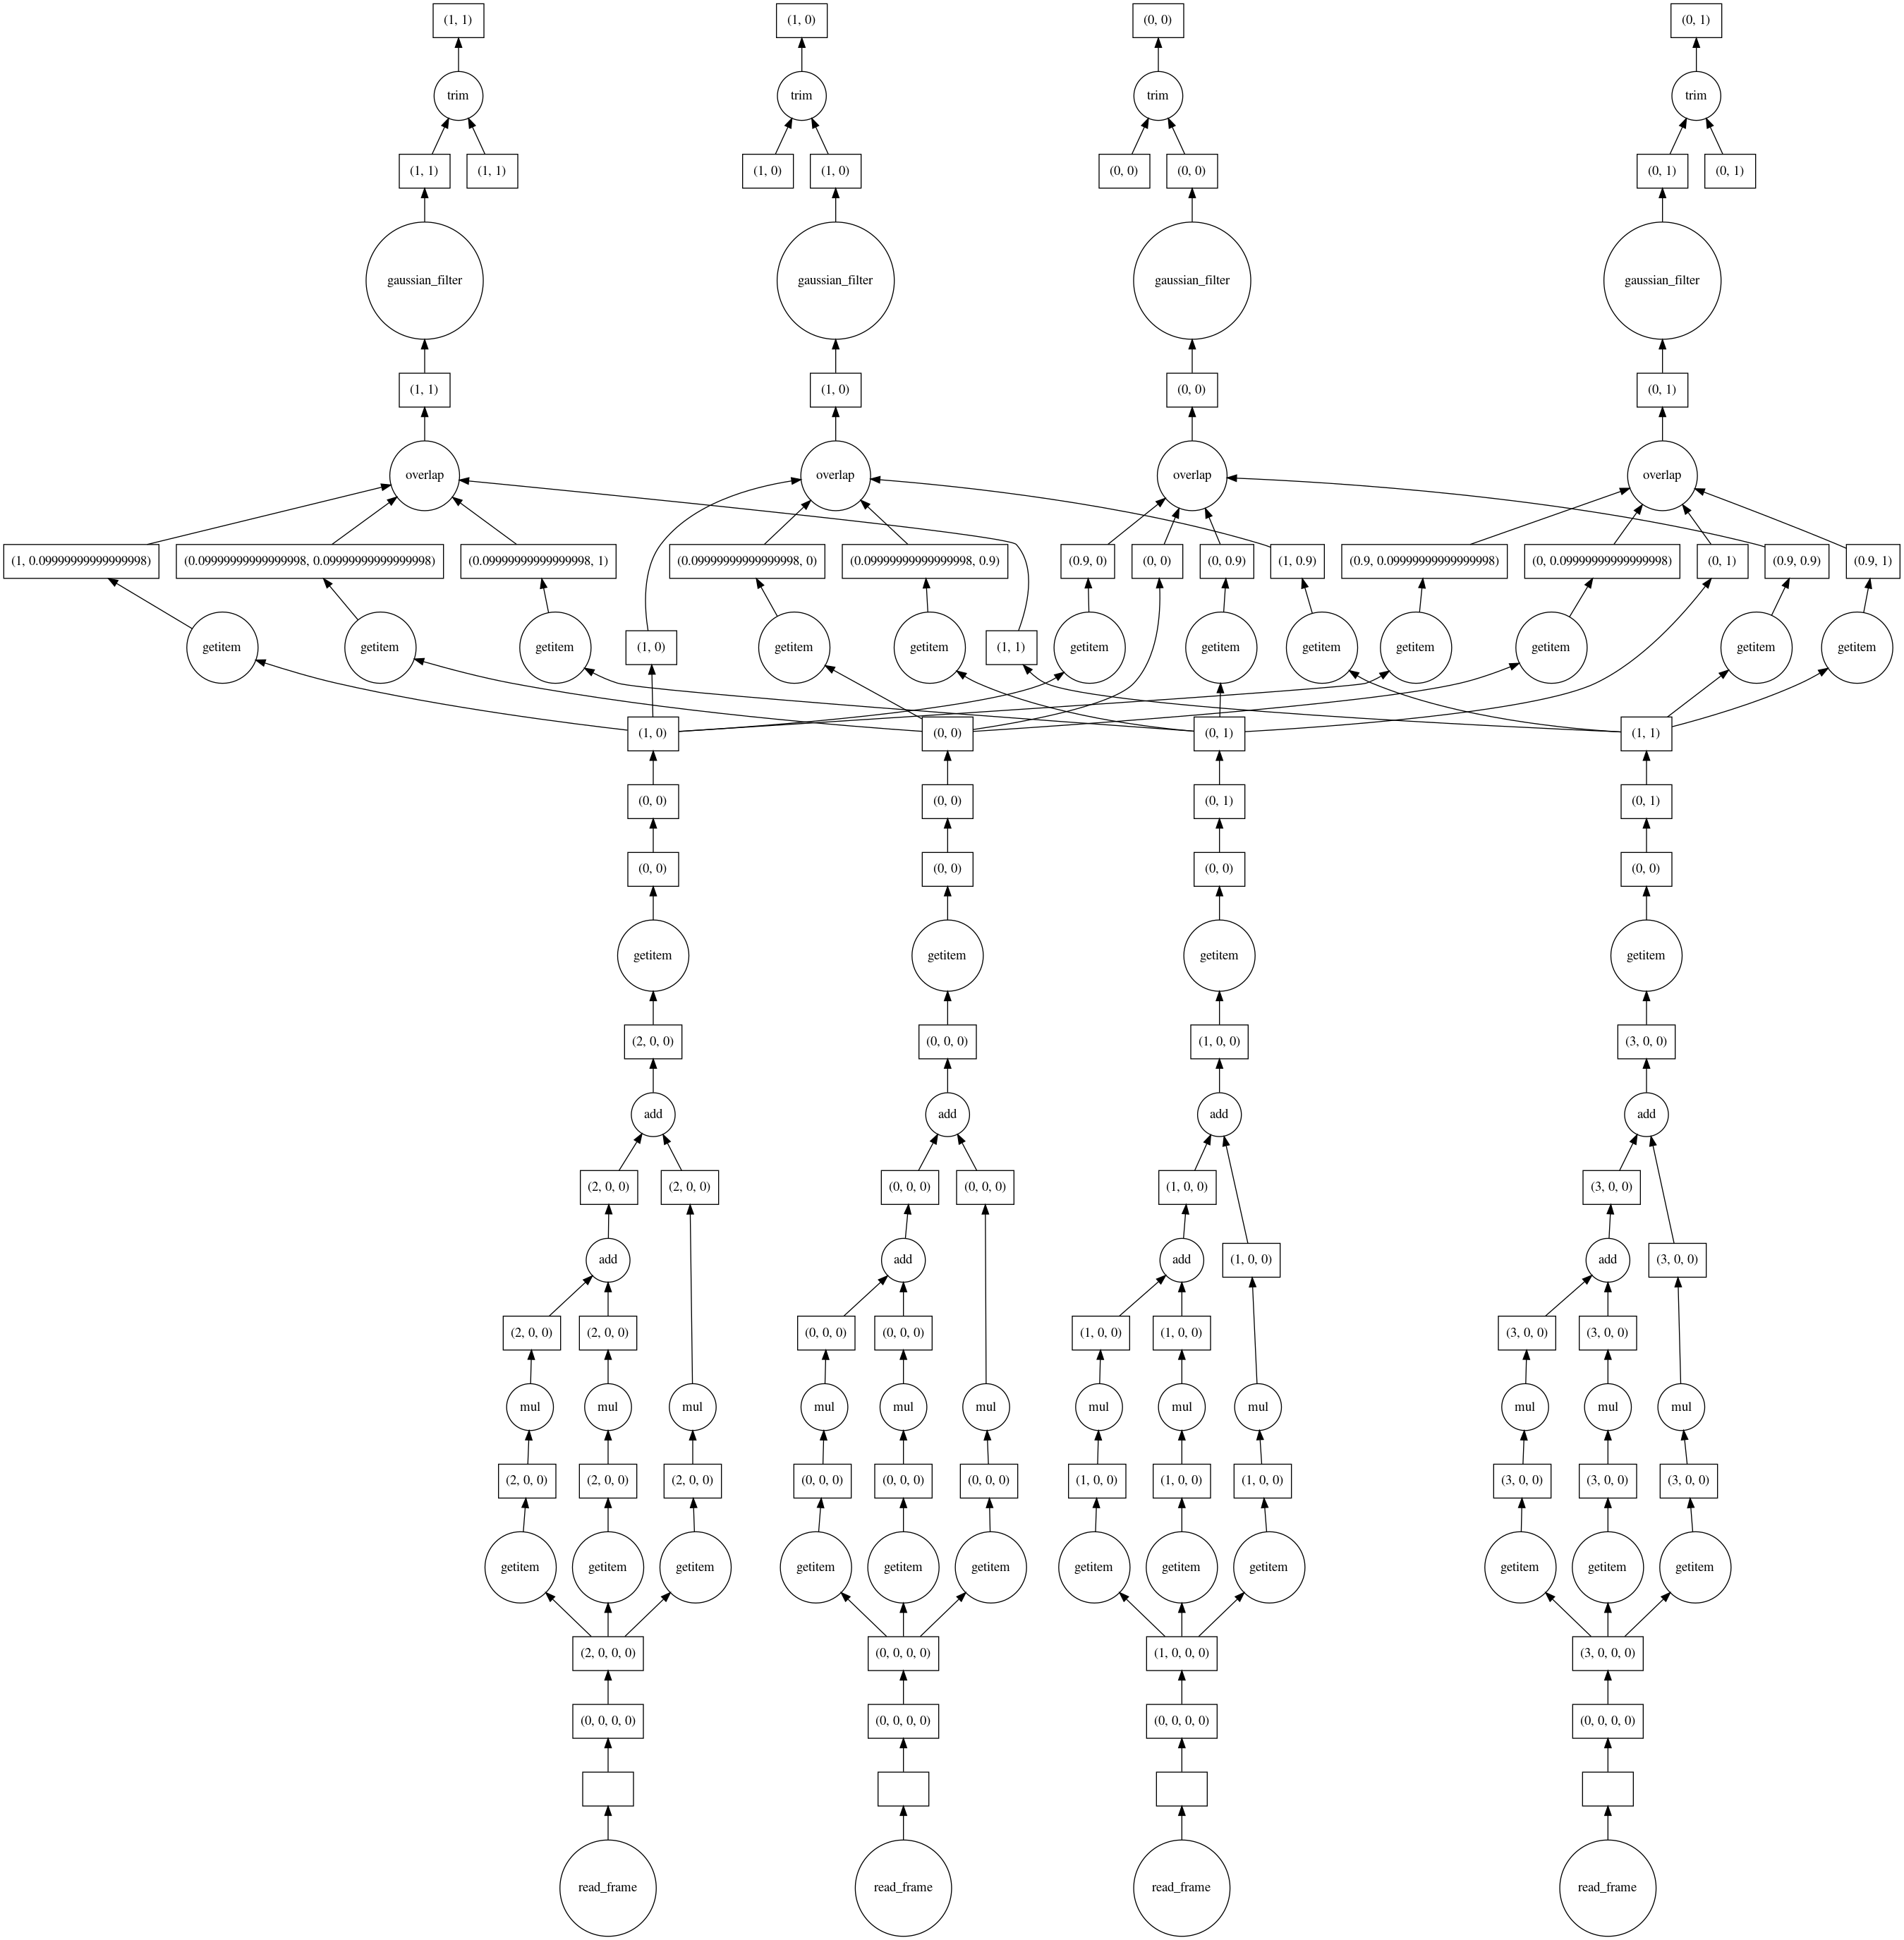 (1, 1)
(1, 0)
(0, 0)
(0, 1)
trim
trim
trim
trim
(1, 1)
(1, 1)
(1, 0)
(1, 0)
(0, 0)
(0, 0)
(0, 1)
(0, 1)
gaussian_filter
gaussian_filter
gaussian_filter
gaussian_filter
(1, 1)
(1, 0)
(0, 0)
(0, 1)
overlap
overlap
overlap
overlap
(1, 0.09999999999999998)
(0.09999999999999998, 0.09999999999999998)
(0.09999999999999998, 1)
(0.09999999999999998, 0)
(0.09999999999999998, 0.9)
(0.9, 0)
(0, 0)
(0, 0.9)
(1, 0.9)
(0.9, 0.09999999999999998)
(0, 0.09999999999999998)
(0, 1)
(0.9, 0.9)
(0.9, 1)
getitem
getitem
getitem
(1, 0)
getitem
getitem
(1, 1)
getitem
getitem
getitem
getitem
getitem
getitem
getitem
(1, 0)
(0, 0)
(0, 1)
(1, 1)
(0, 0)
(0, 0)
(0, 1)
(0, 1)
(0, 0)
(0, 0)
(0, 0)
(0, 0)
getitem
getitem
getitem
getitem
(2, 0, 0)
(0, 0, 0)
(1, 0, 0)
(3, 0, 0)
add
add
add
add
(2, 0, 0)
(2, 0, 0)
(0, 0, 0)
(0, 0, 0)
(1, 0, 0)
(3, 0, 0)
add
add
add
(1, 0, 0)
add
(3, 0, 0)
(2, 0, 0)
(2, 0, 0)
(0, 0, 0)
(0, 0, 0)
(1, 0, 0)
(1, 0, 0)
(3, 0, 0)
(3, 0, 0)
mul
mul
mul
mul
mul
mul
mul
mul
mul
mul
mul
mul
(2, 0, 0)
(2, 0, 0)
(2, 0, 0)
(0, 0, 0)
(0, 0, 0)
(0, 0, 0)
(1, 0, 0)
(1, 0, 0)
(1, 0, 0)
(3, 0, 0)
(3, 0, 0)
(3, 0, 0)
getitem
getitem
getitem
getitem
getitem
getitem
getitem
getitem
getitem
getitem
getitem
getitem
(2, 0, 0, 0)
(0, 0, 0, 0)
(1, 0, 0, 0)
(3, 0, 0, 0)
(0, 0, 0, 0)
(0, 0, 0, 0)
(0, 0, 0, 0)
(0, 0, 0, 0)
read_frame
read_frame
read_frame
read_frame